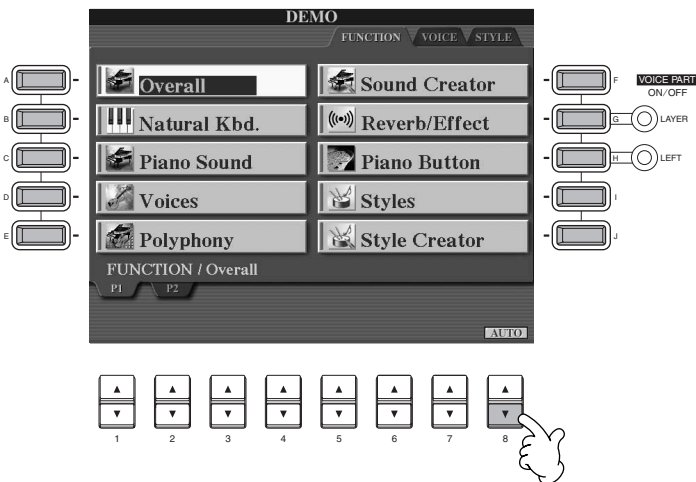 DEMO
FUNCTION VOICE STYLE
A Overall Sound Creator F VOICE PART
ON/OFF
B Natural Kbd. Reverb/Effect G LAYER
C Piano Sound Piano Button H LEFT
D Voices Styles I
E Polyphony Style Creator J
FUNCTION / Overall
P1 P2
AUTO
1 2 3 4 5 6 7 8